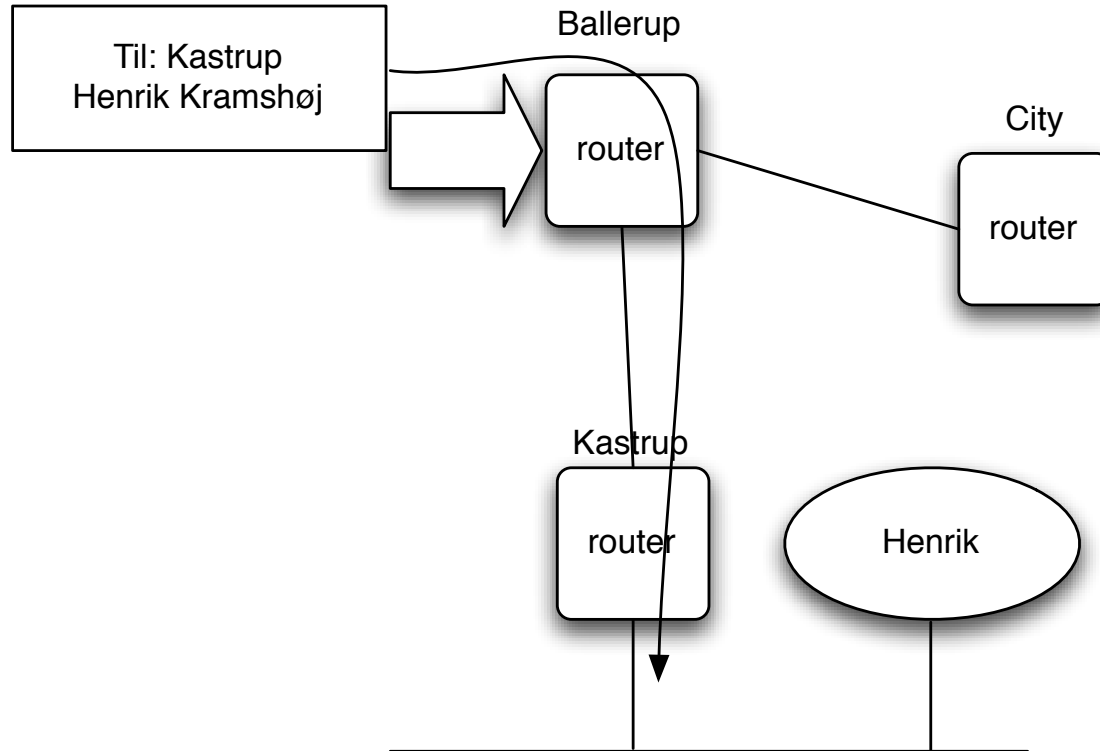 Ballerup
Til: Kastrup
Henrik Kramshøj
City
router
router
Kastrup
router
Henrik